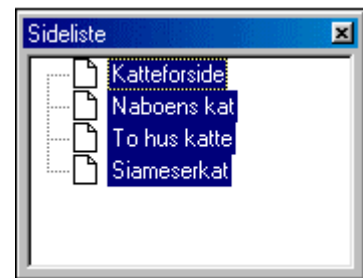 Sideliste
Katteforside
Naboens kat
To hus katte
Siameserkat